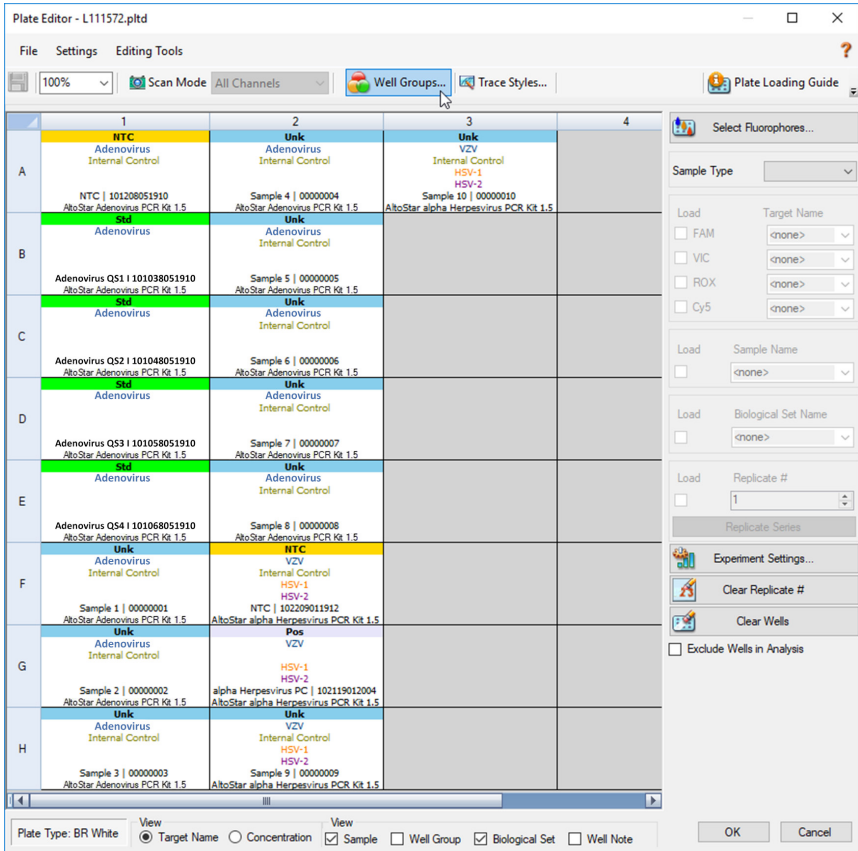 Plate Editor - L111572.pltd
File Settings Editing Tools ?
100% Scan Mode All Channels Well Groups... Trace Styles... Plate Loading Guide
1 2 3 4
A
NTC
Adenovirus
Internal Control
NTC | 101208051910
AltoStar Adenovirus PCR Kit 1.5
Unk
Adenovirus
Internal Control
Sample 4 | 00000004
AltoStar Adenovirus PCR Kit 1.5
Unk
VZV
Internal Control
HSV-1
HSV-2
Sample 10 | 00000010
AltoStar alpha Herpesvirus PCR Kit 1.5
B
Std
Adenovirus
Adenovirus QS1 I 101038051910
AltoStar Adenovirus PCR Kit 1.5
Unk
Adenovirus
Internal Control
Sample 5 | 00000005
AltoStar Adenovirus PCR Kit 1.5
C
Std
Adenovirus
Adenovirus QS2 I 101048051910
AltoStar Adenovirus PCR Kit 1.5
Unk
Adenovirus
Internal Control
Sample 6 | 00000006
AltoStar Adenovirus PCR Kit 1.5
D
Std
Adenovirus
Adenovirus QS3 I 101058051910
AltoStar Adenovirus PCR Kit 1.5
Unk
Adenovirus
Internal Control
Sample 7 | 00000007
AltoStar Adenovirus PCR Kit 1.5
E
Std
Adenovirus
Adenovirus QS4 I 101068051910
AltoStar Adenovirus PCR Kit 1.5
Unk
Adenovirus
Internal Control
Sample 8 | 00000008
AltoStar Adenovirus PCR Kit 1.5
F
Unk
Adenovirus
Internal Control
Sample 1 | 00000001
AltoStar Adenovirus PCR Kit 1.5
NTC
VZV
Internal Control
HSV-1
HSV-2
NTC | 102209011912
AltoStar alpha Herpesvirus PCR Kit 1.5
G
Unk
Adenovirus
Internal Control
Sample 2 | 00000002
AltoStar Adenovirus PCR Kit 1.5
Pos
VZV
HSV-1
HSV-2
alpha Herpesvirus PC | 102119012004
AltoStar alpha Herpesvirus PCR Kit 1.5
H
Unk
Adenovirus
Internal Control
Sample 3 | 00000003
AltoStar Adenovirus PCR Kit 1.5
Unk
VZV
Internal Control
HSV-1
HSV-2
Sample 9 | 00000009
AltoStar alpha Herpesvirus PCR Kit 1.5
Select Fluorophores...
Sample Type
Load Target Name
FAM <none>
VIC <none>
ROX <none>
Cy5 <none>
Load Sample Name
<none>
Load Biological Set Name
<none>
Load Replicate #
1
Replicate Series
Experiment Settings...
Clear Replicate #
Clear Wells
Exclude Wells in Analysis
Plate Type: BR White
View
Target Name Concentration
View
Sample Well Group Biological Set Well Note
OK Cancel